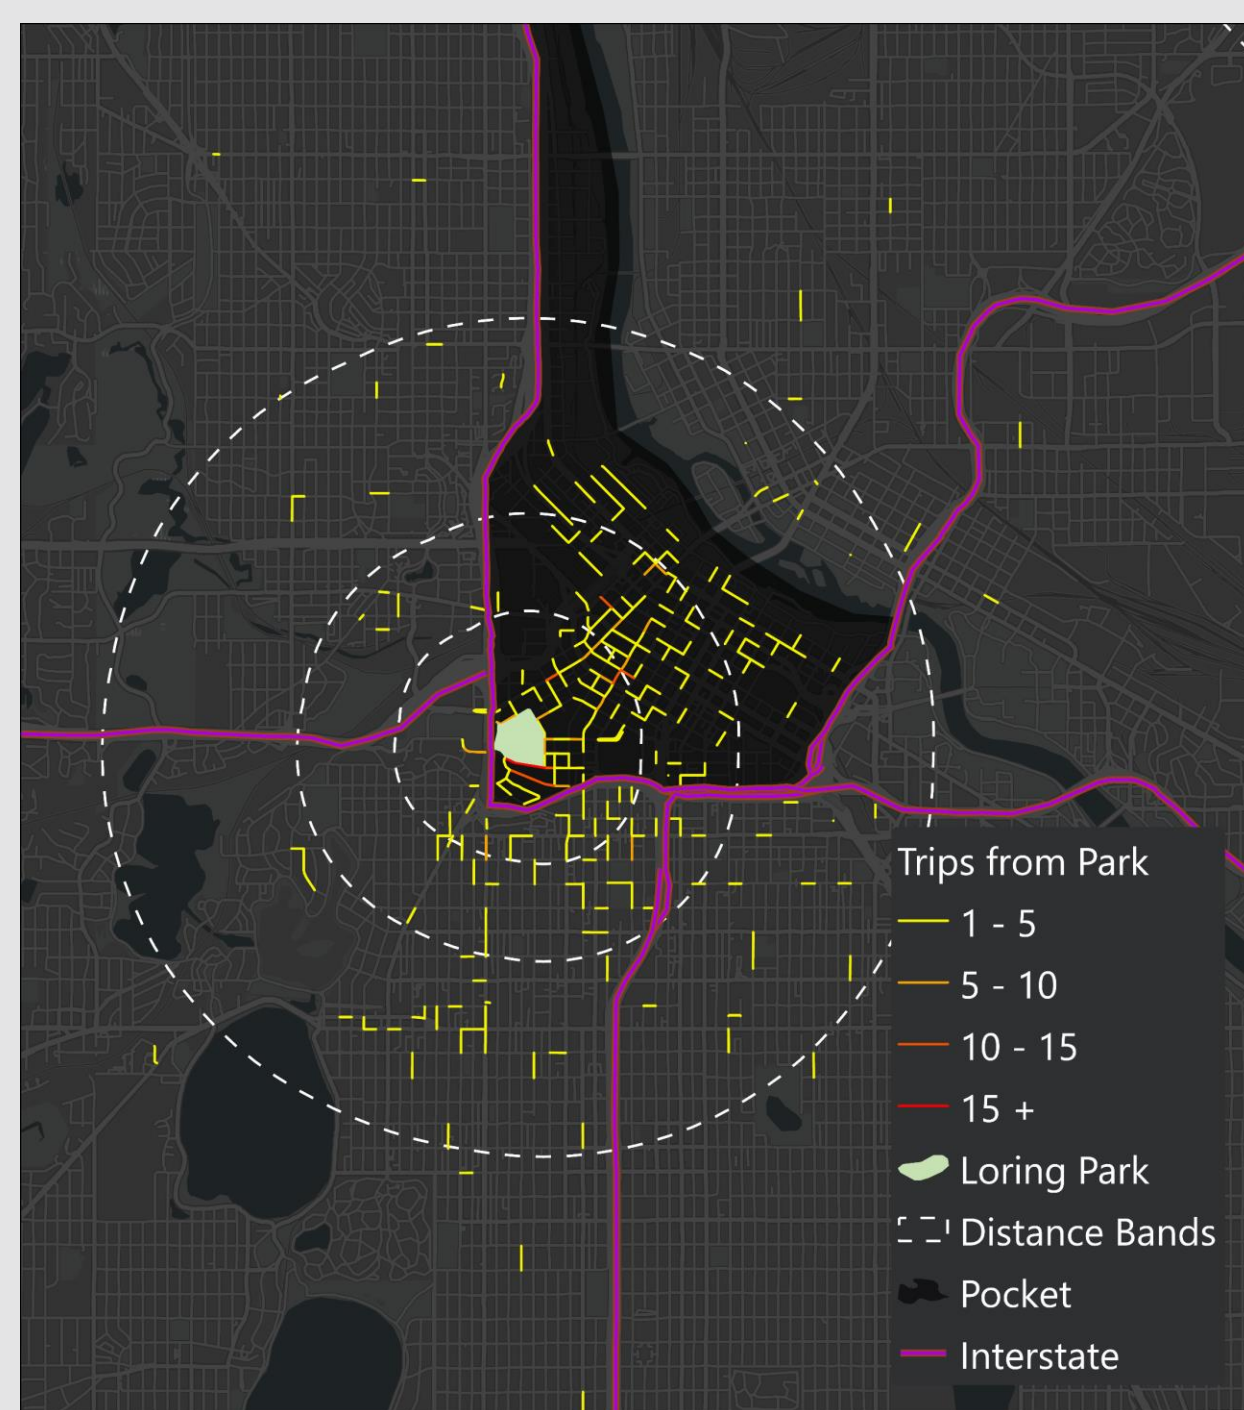 Trips from Park
1 - 5
5 - 10
10 - 15
15 +
Loring Park
Distance Bands
Pocket
Interstate